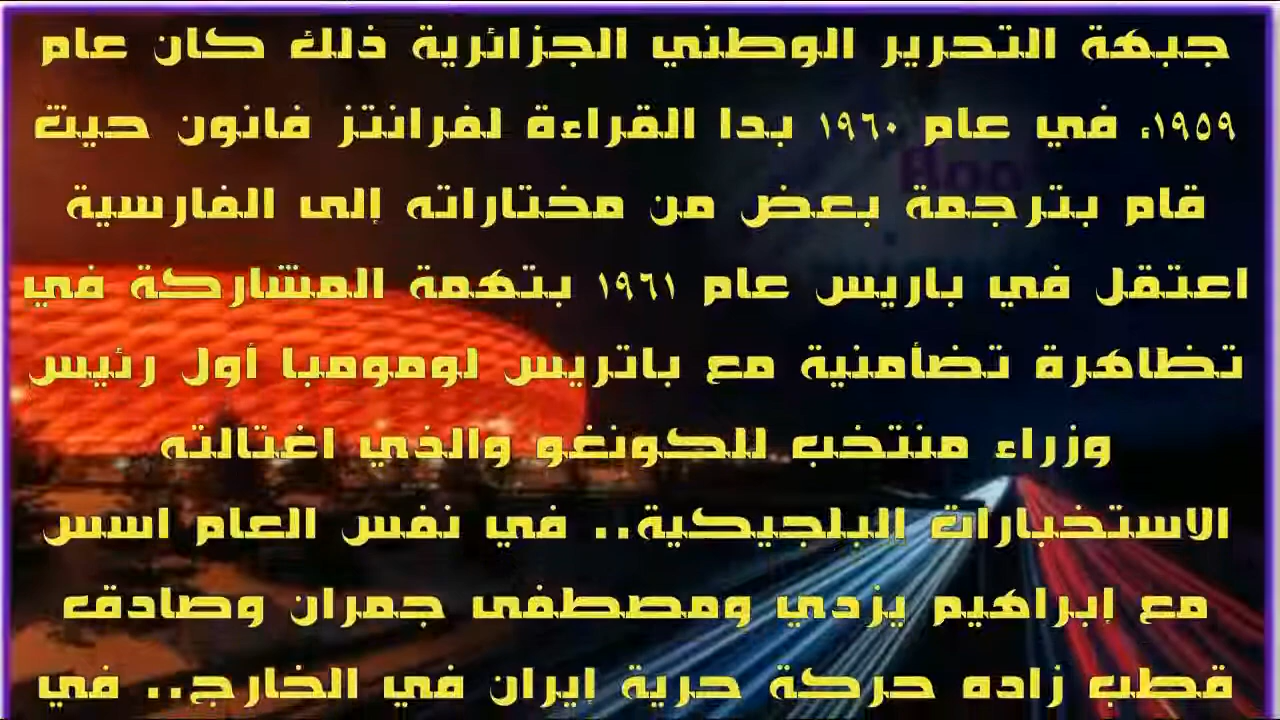 جبهة التحرير الوطني الجزائرية ذلك كان عام
١٩٥٩، في عام ١٩٦٠ بدا القراءة لفرانتز فانون حيث
قام بترجمة بعض من مختاراته إلى الفارسية
اعتقل في باريس عام ١٩٦١ بتهمة المشاركة في
تظاهرة تضأمنية مع باتريس لومومبا أول رئيس
وزراء منتخب للكونغو والذي اغتالته
الاستخبارات البلجيكية.. في نفس العام اسس
مع إبراهيم يزدي ومصطفى جمران وصادق
قطب زاده حركة حرية إيران في الخارج.. في